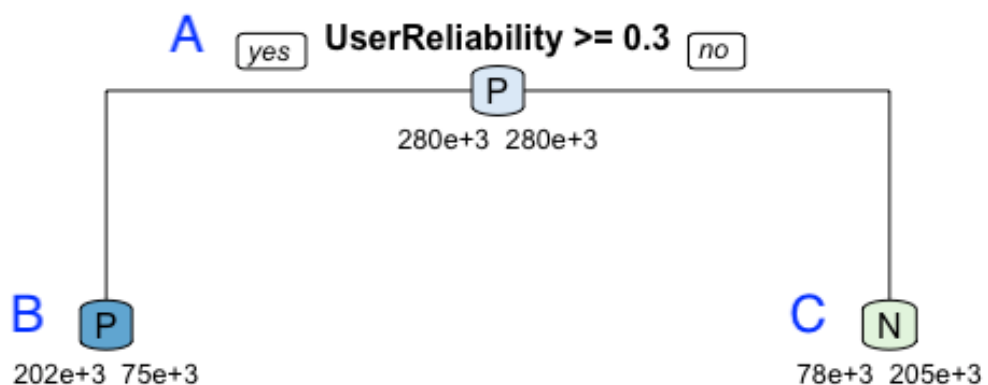 A yes UserReliability >= 0.3 no
P
280e+3 280e+3
B P C N
202e+3 75e+3 78e+3 205e+3